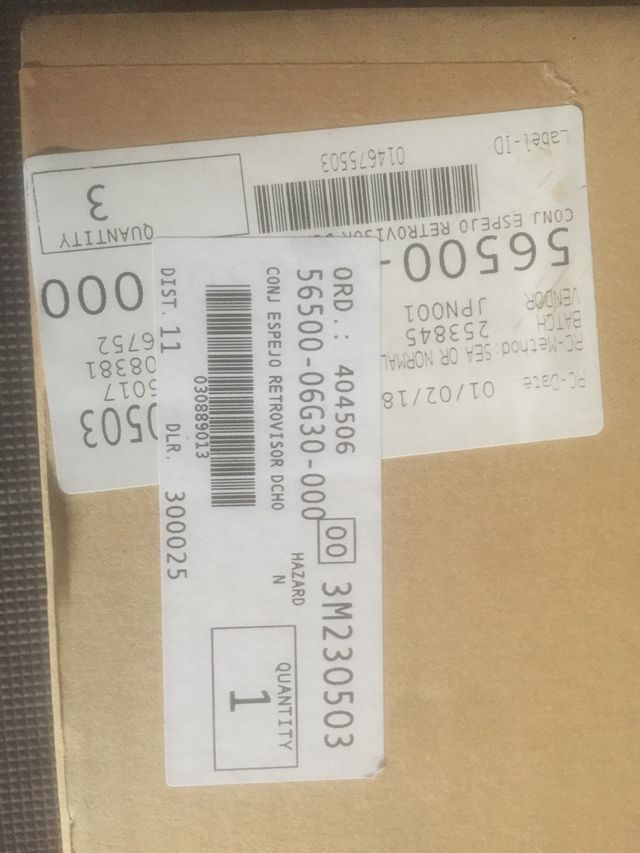 ORD.: 404506
3M230503
56500-06G30-000
00
CONJ ESPEJO RETROVISOR DCHO
HAZARD
N
QUANTITY
1
030889013
DIST. 11
DLR. 300025
RC-Date. 01/02/18
RC-Method: SEA OR NORMAL
BATCH 253845
VENDOR JPN001
56500-
000
CONJ ESPEJO RETROVISOR
QUANTITY
3
014675503
Label-ID
0503
5017
08381
6752